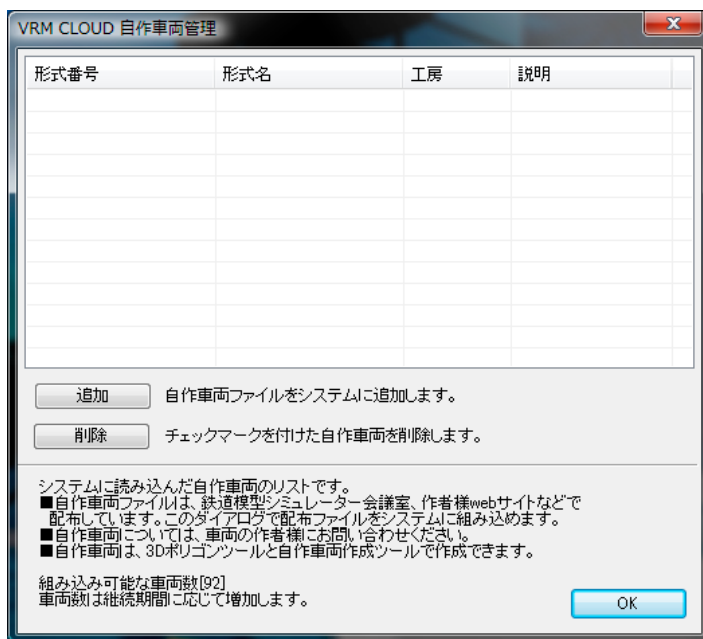 VRM CLOUD 自作車両管理
形式番号 形式名 工房 説明
追加 自作車両ファイルをシステムに追加します。
削除 チェックマークを付けた自作車両を削除します。
システムに読み込んだ自作車両のリストです。
■自作車両ファイルは、鉄道模型シミュレーター会議室、作者様webサイトなどで
配布しています。このダイアログで配布ファイルをシステムに組み込めます。
■自作車両については、車両の作者様にお問い合わせください。
■自作車両は、3Dポリゴンツールと自作車両作成ツールで作成できます。
組み込み可能な車両数[92]
車両数は継続期間に応じて増加します。
OK